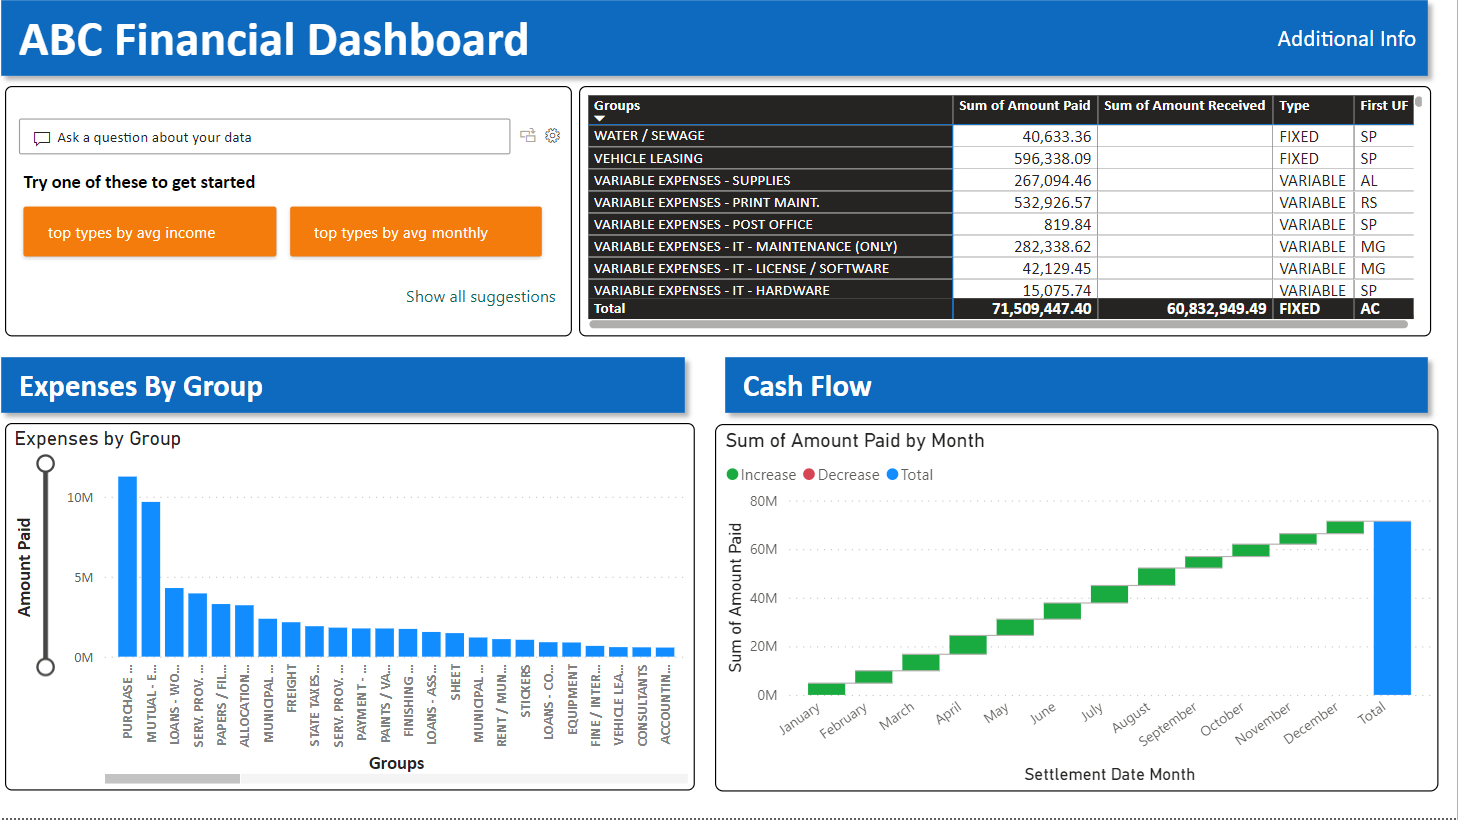 ABC Financial Dashboard
Additional Info
Ask a question about your data
Try one of these to get started
top types by avg income
top types by avg monthly
Show all suggestions
Groups Sum of Amount Paid Sum of Amount Received Type First UF
WATER / SEWAGE 40,633.36 FIXED SP
VEHICLE LEASING 596,338.09 FIXED SP
VARIABLE EXPENSES - SUPPLIES 267,094.46 VARIABLE AL
VARIABLE EXPENSES - PRINT MAINT. 532,926.57 VARIABLE RS
VARIABLE EXPENSES - POST OFFICE 819.84 VARIABLE SP
VARIABLE EXPENSES - IT - MAINTENANCE (ONLY) 282,338.62 VARIABLE MG
VARIABLE EXPENSES - IT - LICENSE / SOFTWARE 42,129.45 VARIABLE MG
VARIABLE EXPENSES - IT - HARDWARE 15,075.74 VARIABLE SP
Total 71,509,447.40 60,832,949.49 FIXED AC
Expenses By Group
Expenses by Group
Amount Paid
10M
5M
0M
PURCHASE ...
MUTUAL - E...
LOANS - WO...
SERV. PROV. ...
PAPERS / FIL...
ALLOCATION...
MUNICIPAL ...
FREIGHT
STATE TAXES...
SERV. PROV. ...
PAYMENT - ...
PAINTS / VA...
FINISHING ...
LOANS - ASS...
SHEET
MUNICIPAL ...
RENT / MUN...
STICKERS
LOANS - CO...
EQUIPMENT
FINE / INTER...
VEHICLE LEA...
CONSULTANTS
ACCOUNTIN...
Groups
Cash Flow
Sum of Amount Paid by Month
Increase Decrease Total
Sum of Amount Paid
80M
60M
40M
20M
0M
January
February
March
April
May
June
July
August
September
October
November
December
Total
Settlement Date Month